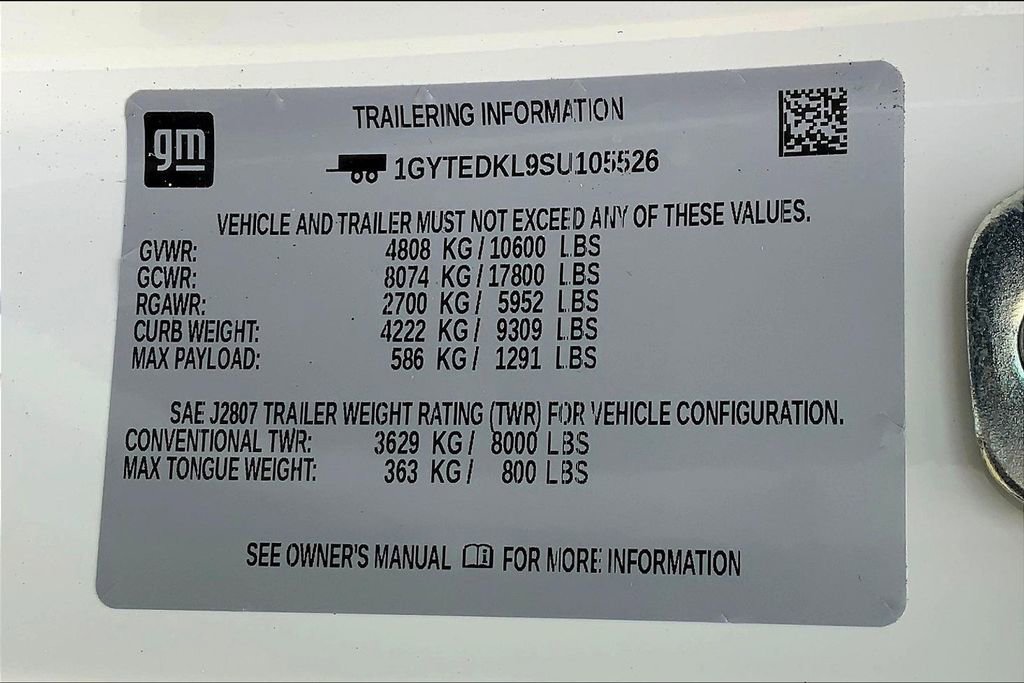 gm
TRAILERING INFORMATION
1GYTEDKL9SU105526
VEHICLE AND TRAILER MUST NOT EXCEED ANY OF THESE VALUES.
GVWR: 4808 KG/10600 LBS
GCWR: 8074 KG/17800 LBS
RGAWR: 2700 KG/ 5952 LBS
CURB WEIGHT: 4222 KG/ 9309 LBS
MAX PAYLOAD: 586 KG/ 1291 LBS
SAE J2807 TRAILER WEIGHT RATING (TWR) FOR VEHICLE CONFIGURATION.
CONVENTIONAL TWR: 3629 KG/ 8000 LBS
MAX TONGUE WEIGHT: 363 KG/ 800 LBS
SEE OWNER'S MANUAL FOR MORE INFORMATION